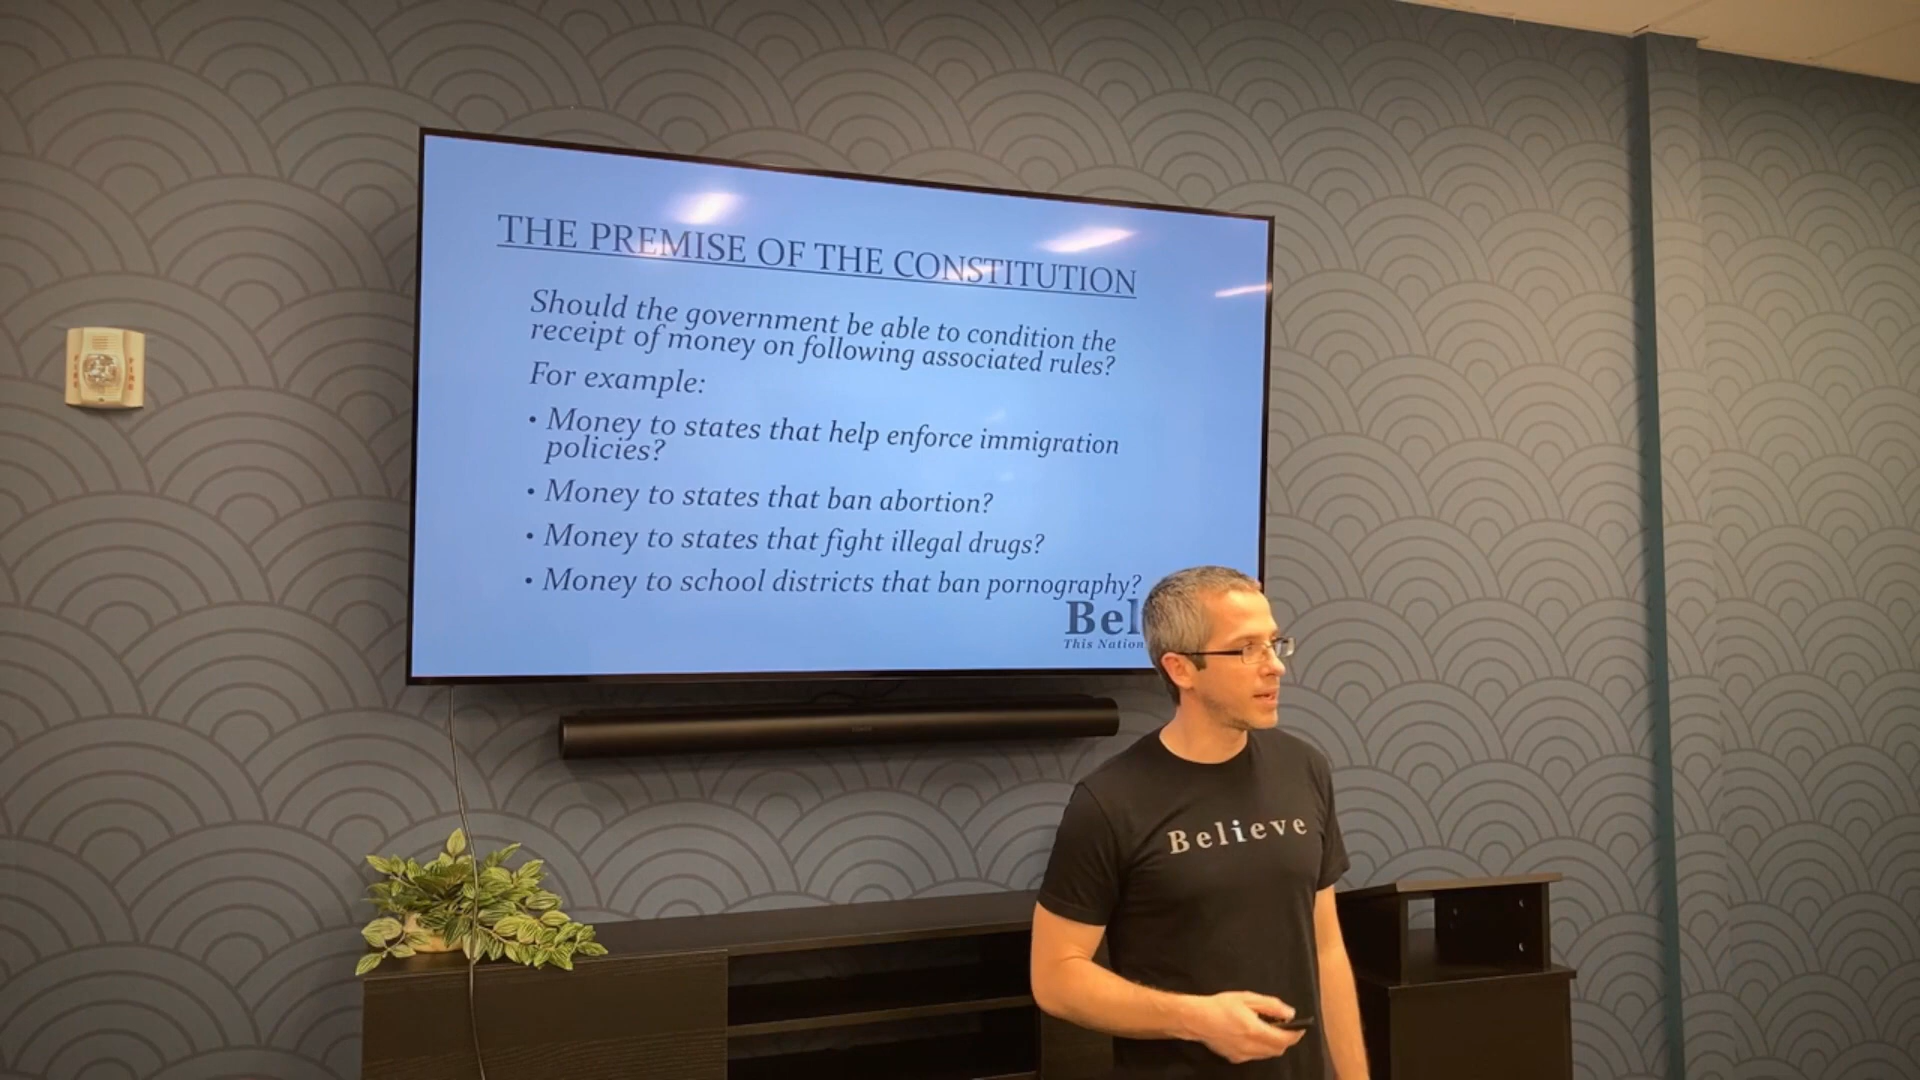 THE PREMISE OF THE CONSTITUTION
Should the government be able to condition the
receipt of money on following associated rules?
For example:
• Money to states that help enforce immigration
policies?
• Money to states that ban abortion?
• Money to states that fight illegal drugs?
• Money to school districts that ban pornography?
Bel
This Nation
Believe
FIRE
FIRE